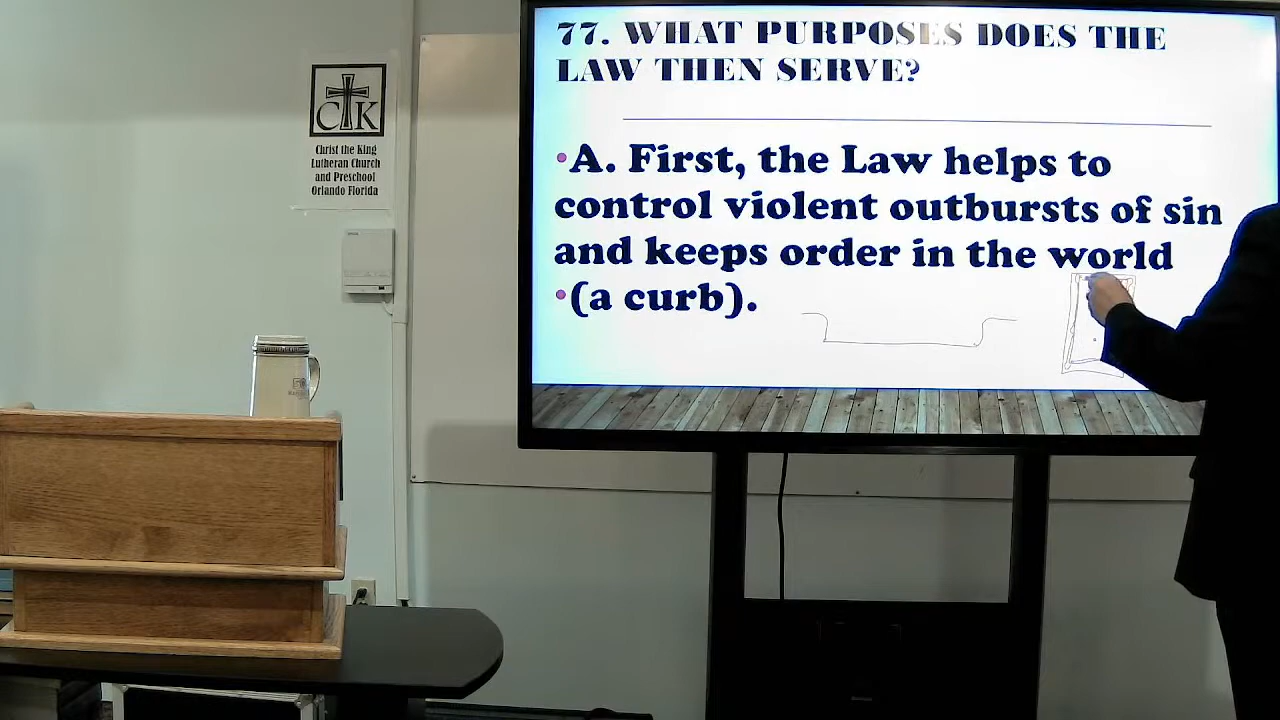 77. WHAT PURPOSES DOES THE
LAW THEN SERVE?
•A. First, the Law helps to
control violent outbursts of sin
and keeps order in the world
•(a curb).
CTK
Christ the King
Lutheran Church
and Preschool
Orlando Florida